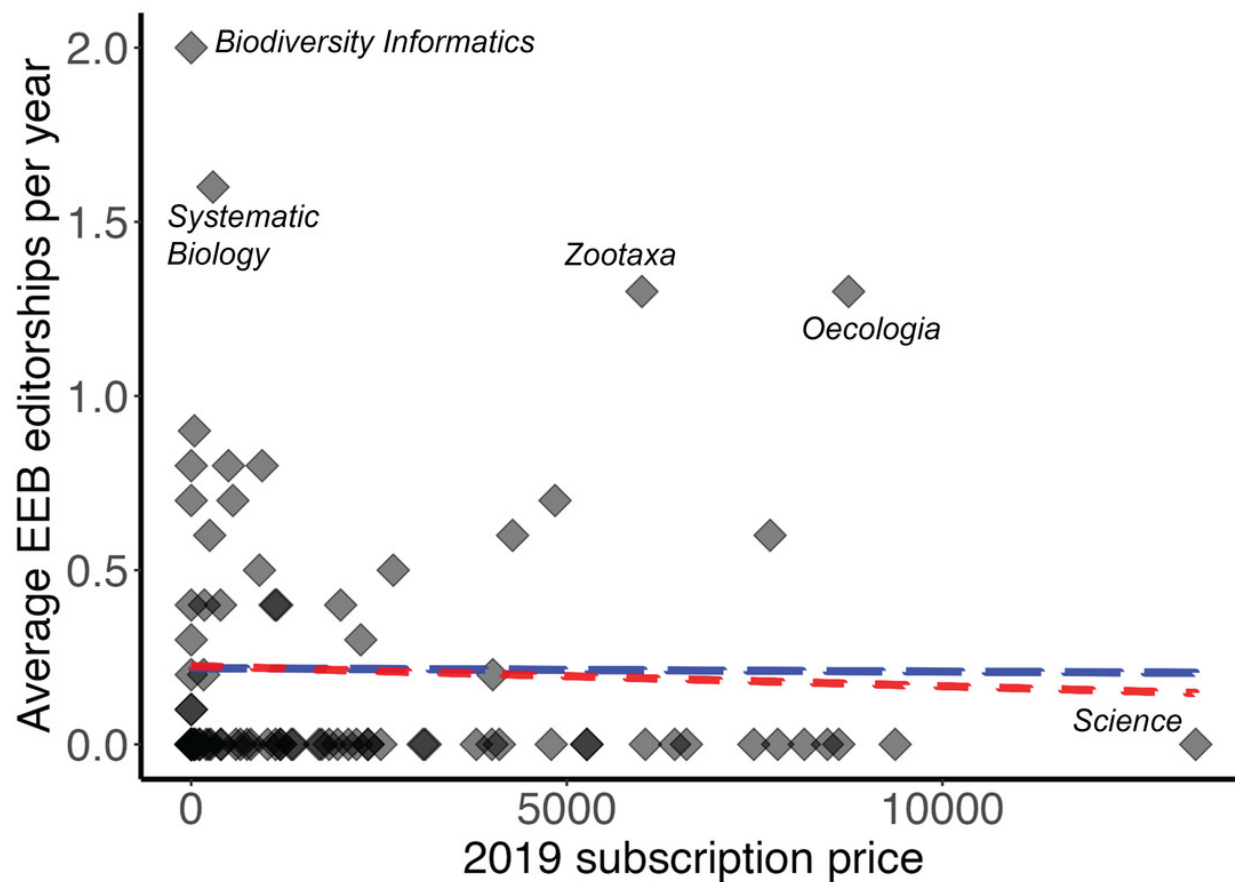 Average EEB editorships per year
2.0
1.5
1.0
0.5
0.0
Biodiversity Informatics
Systematic
Biology
Zootaxa
Oecologia
Science
0
5000
10000
2019 subscription price